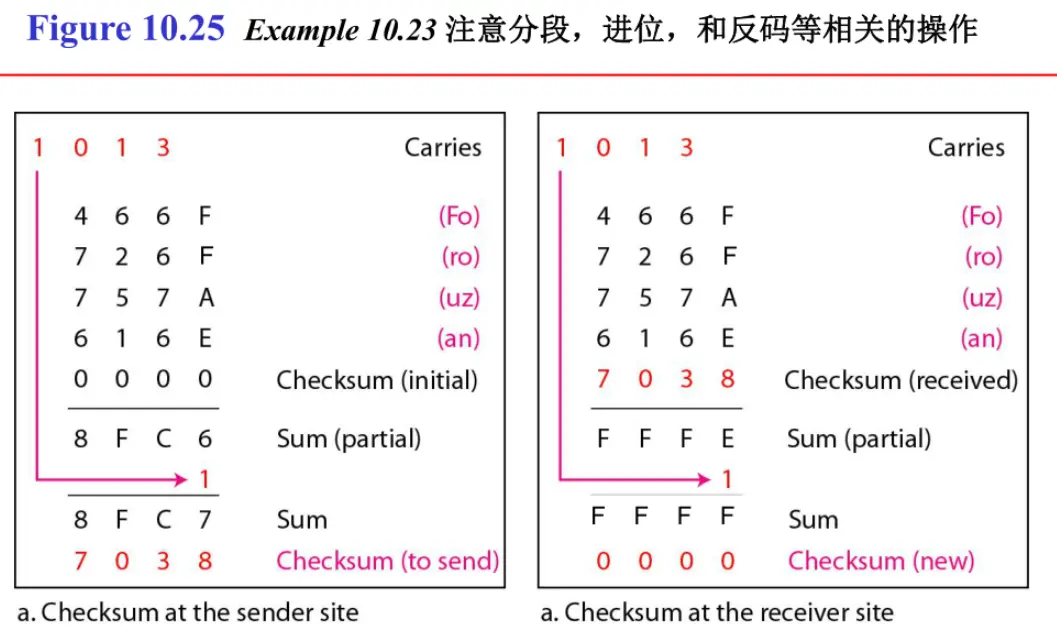 Figure 10.25 Example 10.23 注意分段，进位，和反码等相关的操作
1 0 1 3 Carries
4 6 6 F (Fo)
7 2 6 F (ro)
7 5 7 A (uz)
6 1 6 E (an)
0 0 0 0 Checksum (initial)
8 F C 6 Sum (partial)
1
8 F C 7 Sum
7 0 3 8 Checksum (to send)
a. Checksum at the sender site
1 0 1 3 Carries
4 6 6 F (Fo)
7 2 6 F (ro)
7 5 7 A (uz)
6 1 6 E (an)
7 0 3 8 Checksum (received)
F F F E Sum (partial)
1
F F F F Sum
0 0 0 0 Checksum (new)
a. Checksum at the receiver site